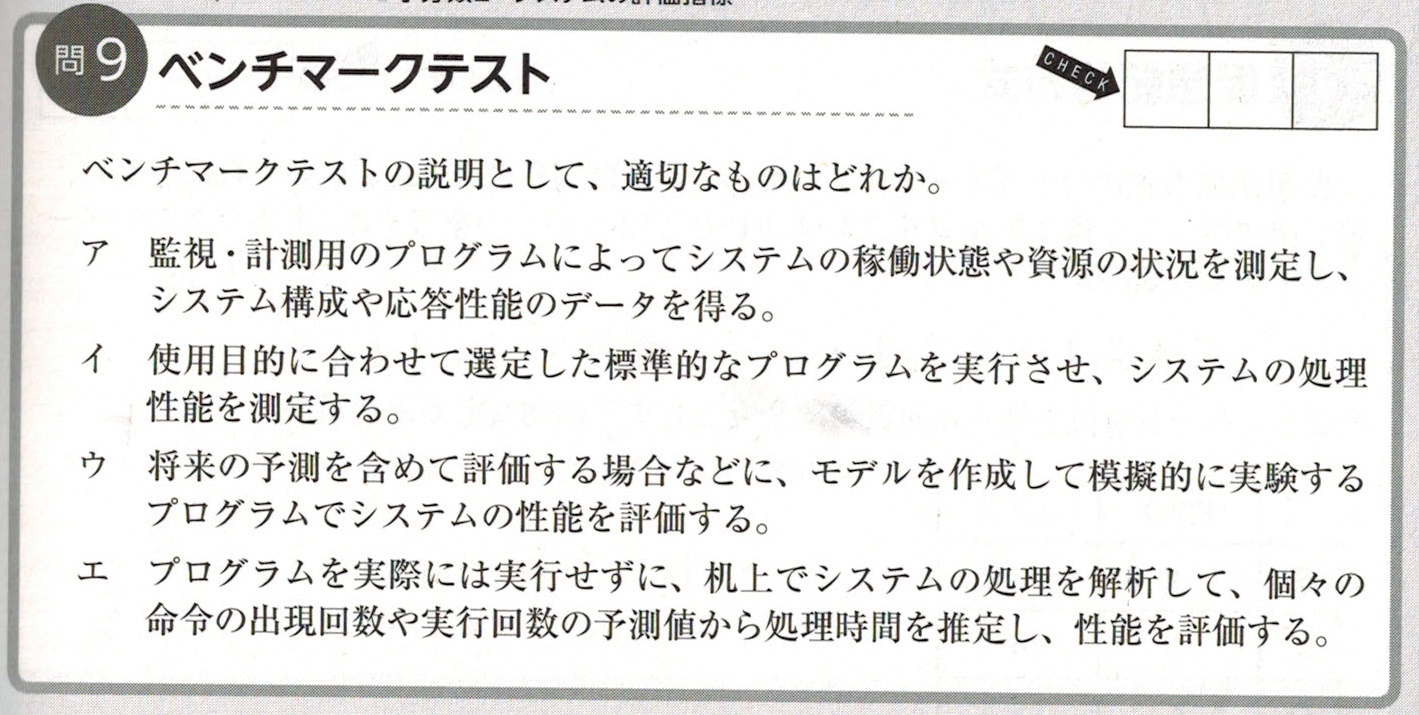 問9 ベンチマークテスト
CHECK
ベンチマークテストの説明として、適切なものはどれか。
ア 監視・計測用のプログラムによってシステムの稼働状態や資源の状況を測定し、
システム構成や応答性能のデータを得る。
イ 使用目的に合わせて選定した標準的なプログラムを実行させ、システムの処理
性能を測定する。
ウ 将来の予測を含めて評価する場合などに、モデルを作成して模擬的に実験する
プログラムでシステムの性能を評価する。
エ プログラムを実際には実行せずに、机上でシステムの処理を解析して、個々の
命令の出現回数や実行回数の予測値から処理時間を推定し、性能を評価する。